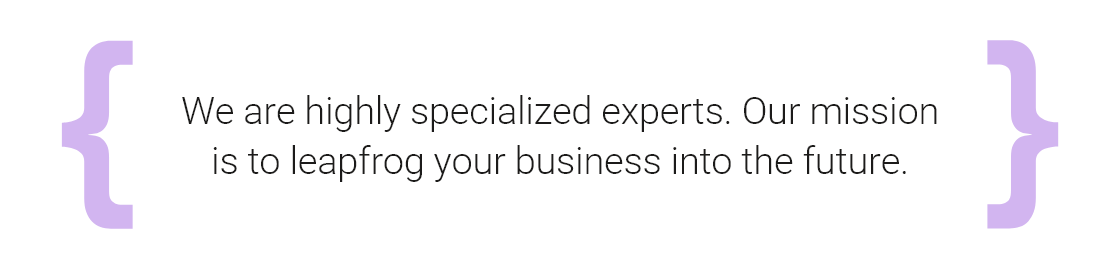 We are highly specialized experts. Our mission
is to leapfrog your business into the future.